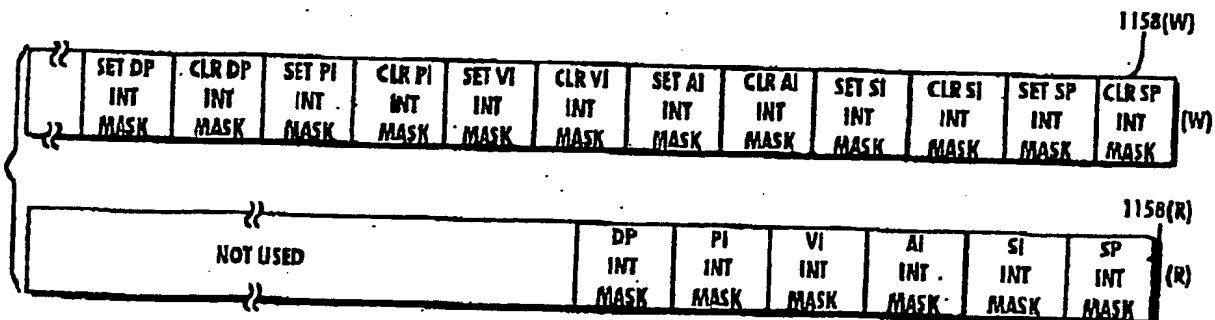 1158(W)
SET DP CLR DP SET PI CLR PI SET VI CLR VI SET AI CLR AI SET SI CLR SI SET SP CLR SP
INT INT INT INT INT INT INT INT INT INT INT INT (W)
MASK MASK MASK MASK MASK MASK MASK MASK MASK MASK MASK MASK
1158(R)
NOT USED DP PI VI AI SI SP
INT INT INT INT INT INT (R)
MASK MASK MASK MASK MASK MASK